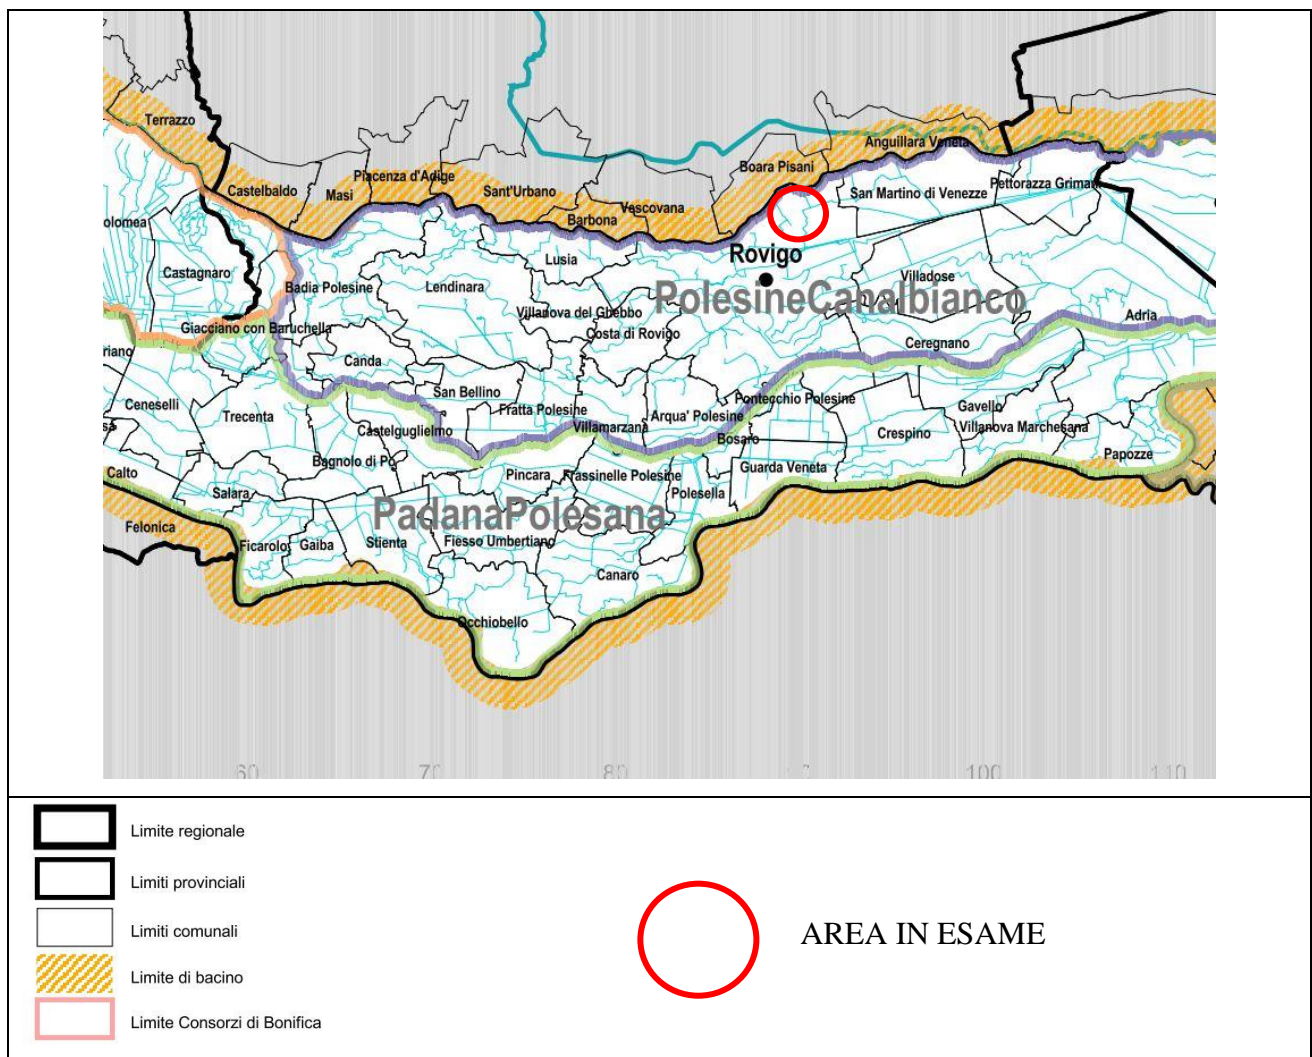 Terrazzo
Castelbaldo
Masi
Piacenza d'Adige
Sant'Urbano
Barbona
Vescovana
Boara Pisani
Anguillara Veneta
San Martino di Venezze
Pettorazza Grimani
olomea
Castagnaro
Badia Polesine
Lendinara
Lusia
Rovigo
Villadose
PolesineCanalbianco
Giacciano con Baruchella
Villanova del Ghebbo
Costa di Rovigo
Adria
Ceregnano
riano
Canda
San Bellino
Ceneselli
Trecenta
Fratta Polesine
Arqua' Polesine
Pontecchio Polesine
Gavello
sa
Castelguglielmo
Villamarzana
Bosaro
Crespino
Villanova Marchesana
Calto
Bagnolo di Po
Pincara
Frassinelle Polesine
Guarda Veneta
Papozze
Salara
Polesella
PadanaPolesana
Felonica
Ficarolo
Gaiba
Stienta
Fiesso Umbertiano
Canaro
Occhiobello
60
70
80
100
110
Limite regionale
Limiti provinciali
Limiti comunali
AREA IN ESAME
Limite di bacino
Limite Consorzi di Bonifica